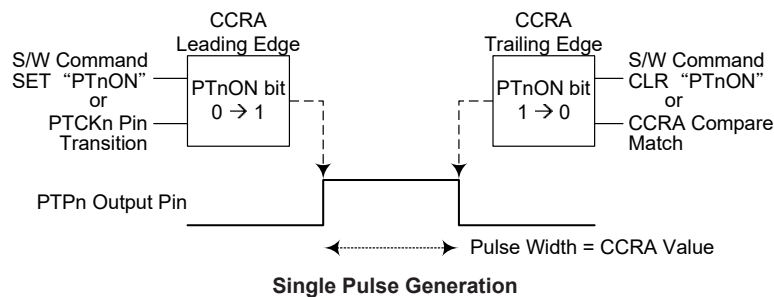 CCRA
Leading Edge
CCRA
Trailing Edge
S/W Command
SET "PTnON"
or
PTCKn Pin
Transition
PTnON bit
0 → 1
PTnON bit
1 → 0
S/W Command
CLR "PTnON"
or
CCRA Compare
Match
PTPn Output Pin
Pulse Width = CCRA Value
Single Pulse Generation